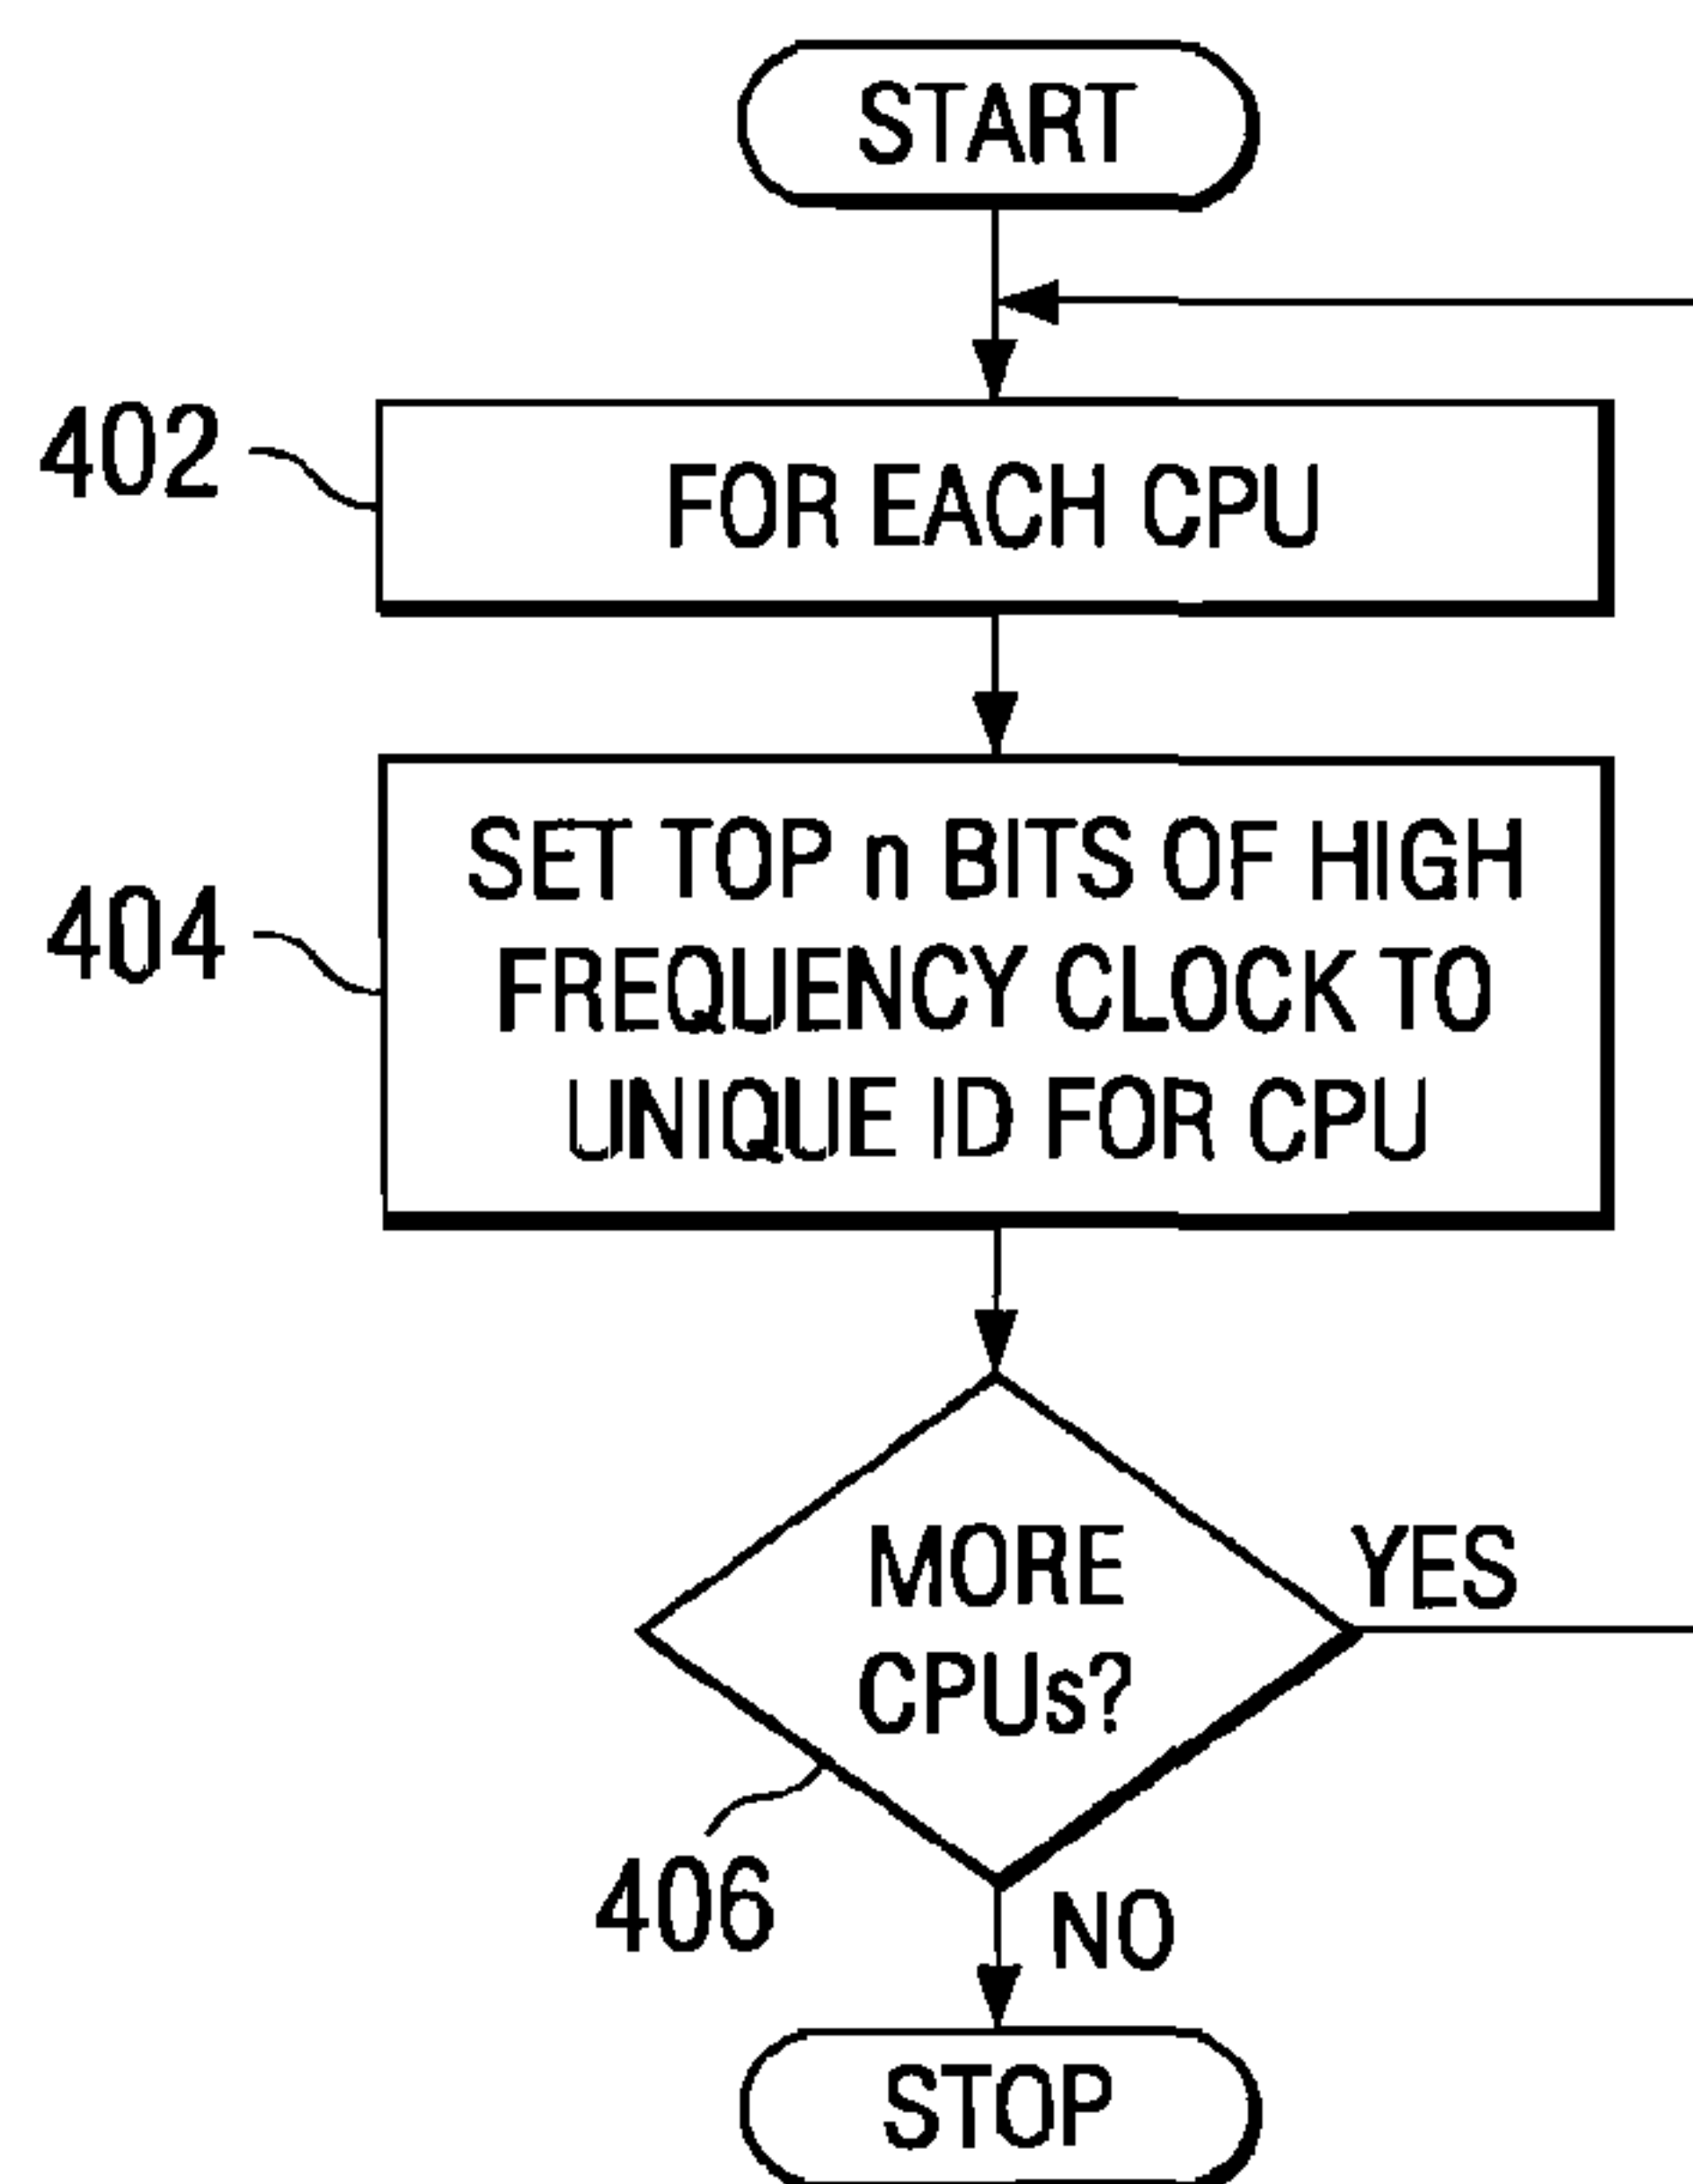 START
402
FOR EACH CPU
404
SET TOP n BITS OF HIGH
FREQUENCY CLOCK TO
UNIQUE ID FOR CPU
MORE
CPUs?
YES
406
NO
STOP